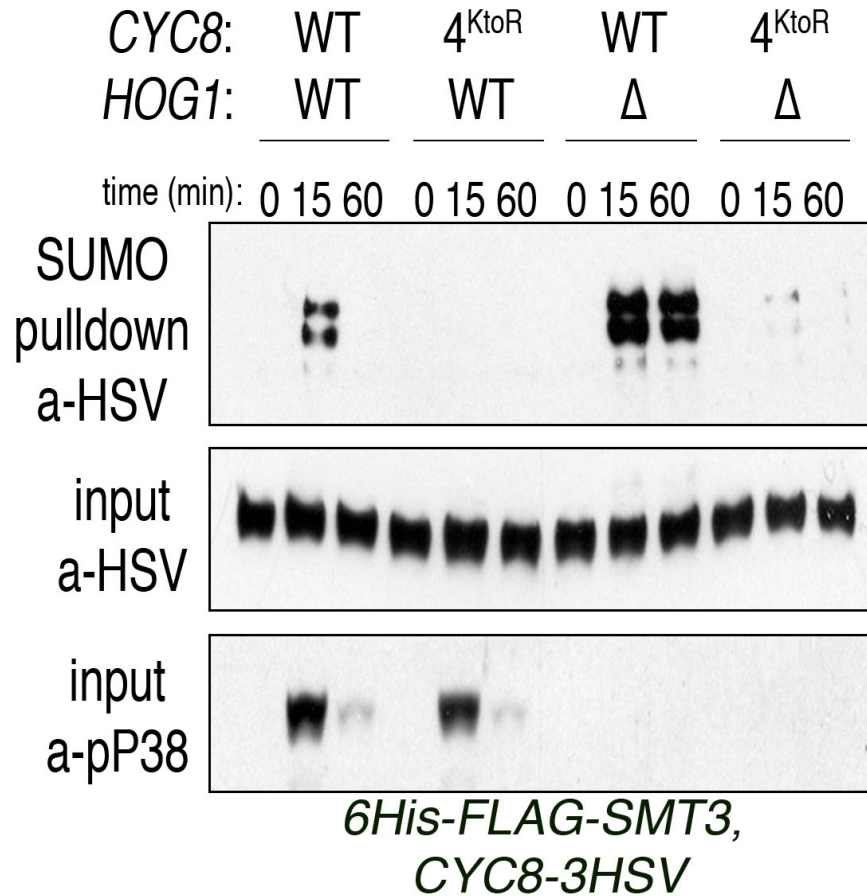 CYC8: WT 4KtoR WT 4KtoR
HOG1: WT WT Δ Δ
time (min): 0 15 60 0 15 60 0 15 60 0 15 60
SUMO
pulldown
a-HSV
input
a-HSV
input
a-pP38
6His-FLAG-SMT3,
CYC8-3HSV